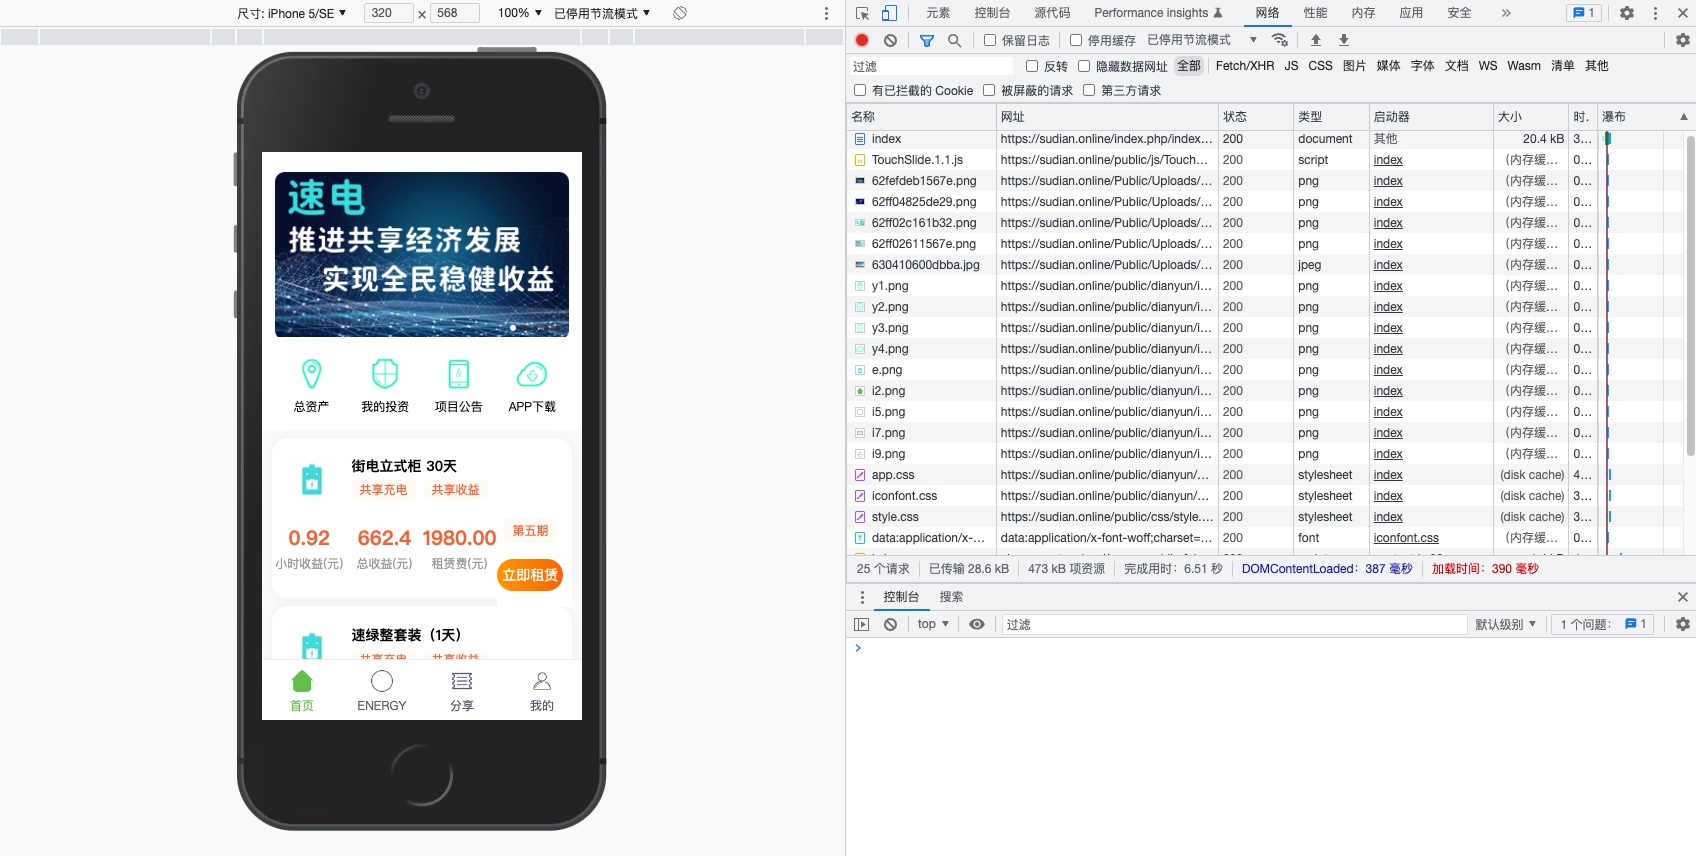 尺寸: iPhone 5/SE ▼ 320 × 568 100% ▼ 已停用节流模式 ▼
速电
推进共享经济发展
实现全民稳健收益
总资产 我的投资 项目公告 APP下载
街电立式柜 30天
共享充电 共享收益
0.92 662.4 1980.00 第五期
小时收益(元) 总收益(元) 租赁费(元)
立即租赁
速绿整套装（1天）
共享充电 共享收益
首页 ENERGY 分享 我的
元素 控制台 源代码 Performance insights 网络 性能 内存 应用 安全 » 1
保留日志 停用缓存 已停用节流模式 ▼
过滤 反转 隐藏数据网址 全部 Fetch/XHR JS CSS 图片 媒体 字体 文档 WS Wasm 清单 其他
有已拦截的 Cookie 被屏蔽的请求 第三方请求
名称 网址 状态 类型 启动器 大小 时. 瀑布 ▲
index https://sudian.online/index.php/index... 200 document 其他 20.4 kB 3...
TouchSlide.1.1.js https://sudian.online/public/js/Touch... 200 script index （内存缓... 0...
62fefdeb1567e.png https://sudian.online/Public/Uploads/... 200 png index （内存缓... 0...
62ff04825de29.png https://sudian.online/Public/Uploads/... 200 png index （内存缓... 0...
62ff02c161b32.png https://sudian.online/Public/Uploads/... 200 png index （内存缓... 0...
62ff02611567e.png https://sudian.online/Public/Uploads/... 200 png index （内存缓... 0...
630410600dbba.jpg https://sudian.online/Public/Uploads/... 200 jpeg index （内存缓... 0...
y1.png https://sudian.online/public/dianyun/i... 200 png index （内存缓... 0...
y2.png https://sudian.online/public/dianyun/i... 200 png index （内存缓... 0...
y3.png https://sudian.online/public/dianyun/i... 200 png index （内存缓... 0...
y4.png https://sudian.online/public/dianyun/i... 200 png index （内存缓... 0...
e.png https://sudian.online/public/dianyun/i... 200 png index （内存缓... 0...
i2.png https://sudian.online/public/dianyun/i... 200 png index （内存缓... 0...
i5.png https://sudian.online/public/dianyun/i... 200 png index （内存缓... 0...
i7.png https://sudian.online/public/dianyun/i... 200 png index （内存缓... 0...
i9.png https://sudian.online/public/dianyun/i... 200 png index （内存缓... 0...
app.css https://sudian.online/public/dianyun/... 200 stylesheet index (disk cache) 4...
iconfont.css https://sudian.online/public/dianyun/... 200 stylesheet index (disk cache) 3...
style.css https://sudian.online/public/css/style.... 200 stylesheet index (disk cache) 3...
data:application/x-... data:application/x-font-woff;charset=... 200 font iconfont.css （内存缓... 0...
25 个请求 已传输 28.6 kB 473 kB 项资源 完成用时：6.51 秒 DOMContentLoaded：387 毫秒 加载时间：390 毫秒
控制台 搜索
top ▼ 过滤 默认级别 ▼ 1 个问题： 1